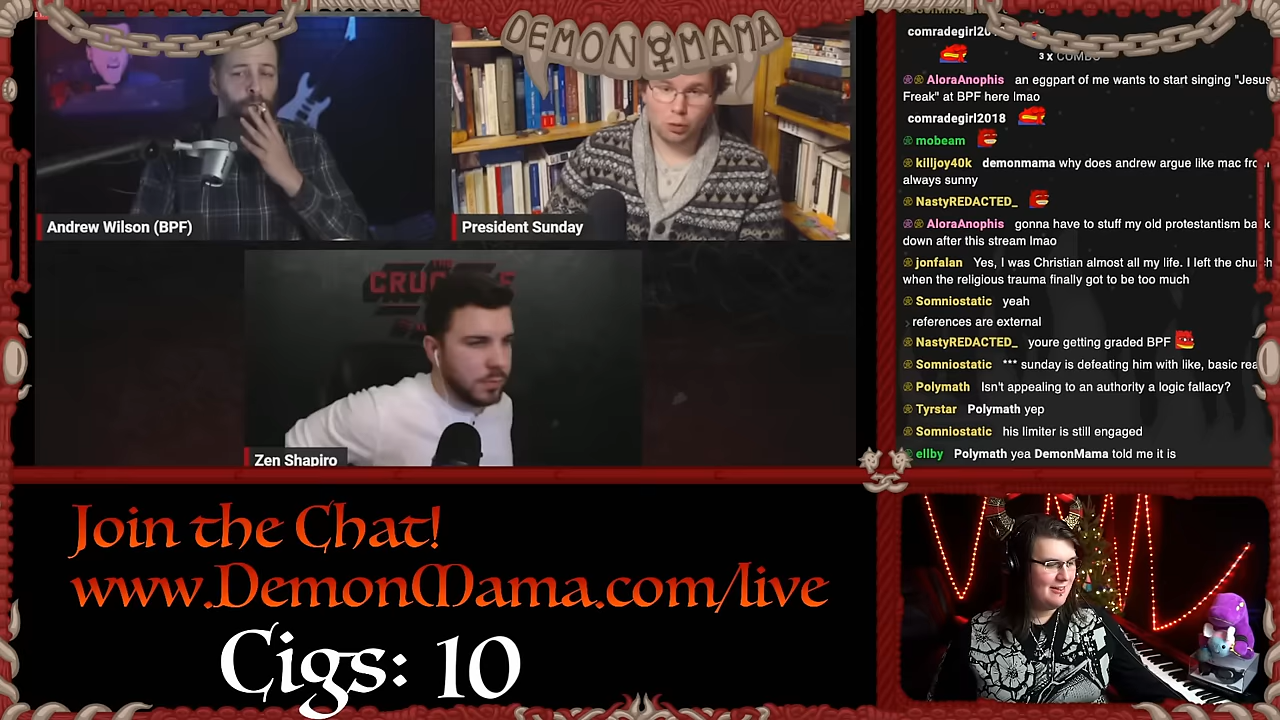 DEMON MAMA
Andrew Wilson (BPF)
President Sunday
THE
Zen Shapiro
3 x COMBO
AloraAnophis an eggpart of me wants to start singing "Jesus
Freak" at BPF here lmao
comradegirl2018
mobeam
killjoy40k demonmama why does andrew argue like mac from
always sunny
NastyREDACTED_
AloraAnophis gonna have to stuff my old protestantism back
down after this stream lmao
jonfalan Yes, I was Christian almost all my life. I left the church
when the religious trauma finally got to be too much
Somniostatic yeah
references are external
NastyREDACTED_ youre getting graded BPF
Somniostatic *** sunday is defeating him with like, basic rea
Polymath Isn't appealing to an authority a logic fallacy?
Tyrstar Polymath yep
Somniostatic his limiter is still engaged
ellby Polymath yea DemonMama told me it is
Join the Chat!
www.DemonMama.com/live
Cigs: 10